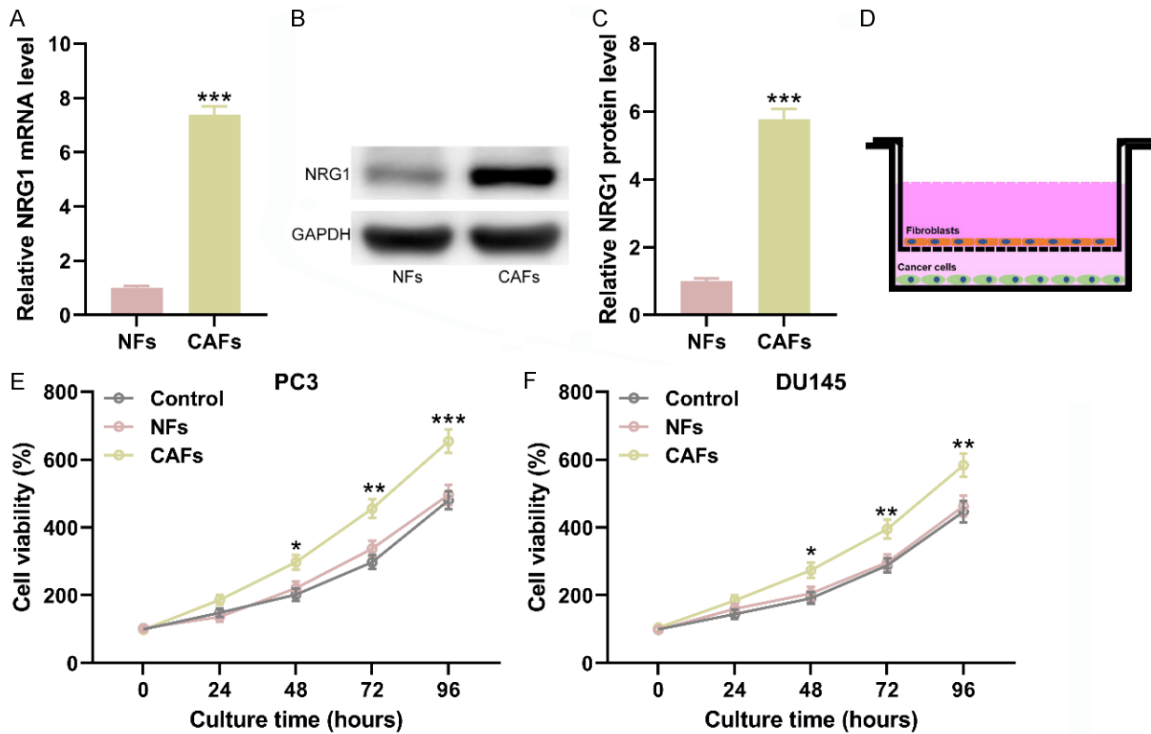 A
Relative NRG1 mRNA level
10
8
6
4
2
0
***
NFs
CAFs
B
NRG1
GAPDH
NFs
CAFs
C
Relative NRG1 protein level
8
6
4
2
0
***
NFs
CAFs
D
Fibroblasts
Cancer cells
E
PC3
Cell viability (%)
800
600
400
200
0
Control
NFs
CAFs
*
**
***
0
24
48
72
96
Culture time (hours)
F
DU145
Cell viability (%)
800
600
400
200
0
Control
NFs
CAFs
*
**
**
0
24
48
72
96
Culture time (hours)